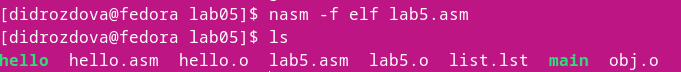 [didrozdova@fedora lab05]$ nasm -f elf lab5.asm
[didrozdova@fedora lab05]$ ls
hello  hello.asm  hello.o  lab5.asm  lab5.o  list.lst  main  obj.o